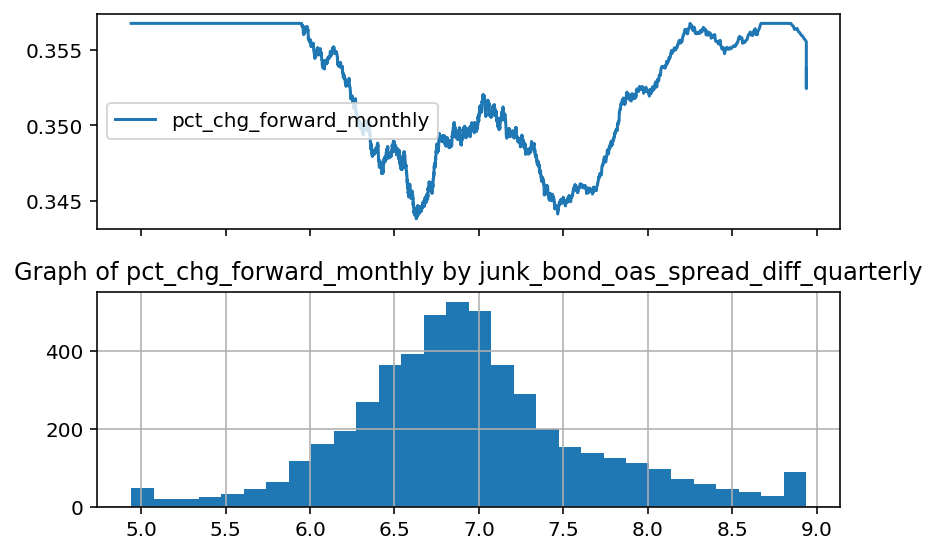 0.355
0.350
0.345
pct_chg_forward_monthly
Graph of pct_chg_forward_monthly by junk_bond_oas_spread_diff_quarterly
400
200
0
5.0 5.5 6.0 6.5 7.0 7.5 8.0 8.5 9.0